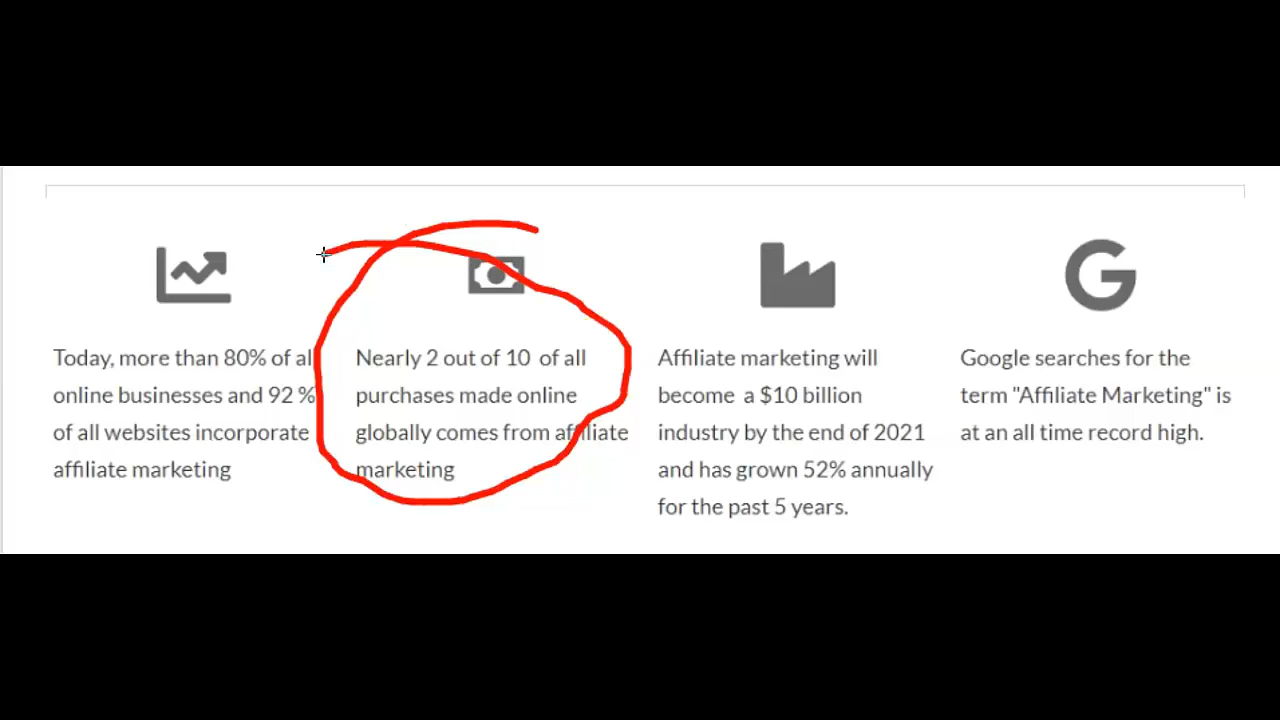 Today, more than 80% of all
online businesses and 92 %
of all websites incorporate
affiliate marketing
Nearly 2 out of 10 of all
purchases made online
globally comes from affiliate
marketing
Affiliate marketing will
become a $10 billion
industry by the end of 2021
and has grown 52% annually
for the past 5 years.
Google searches for the
term "Affiliate Marketing" is
at an all time record high.